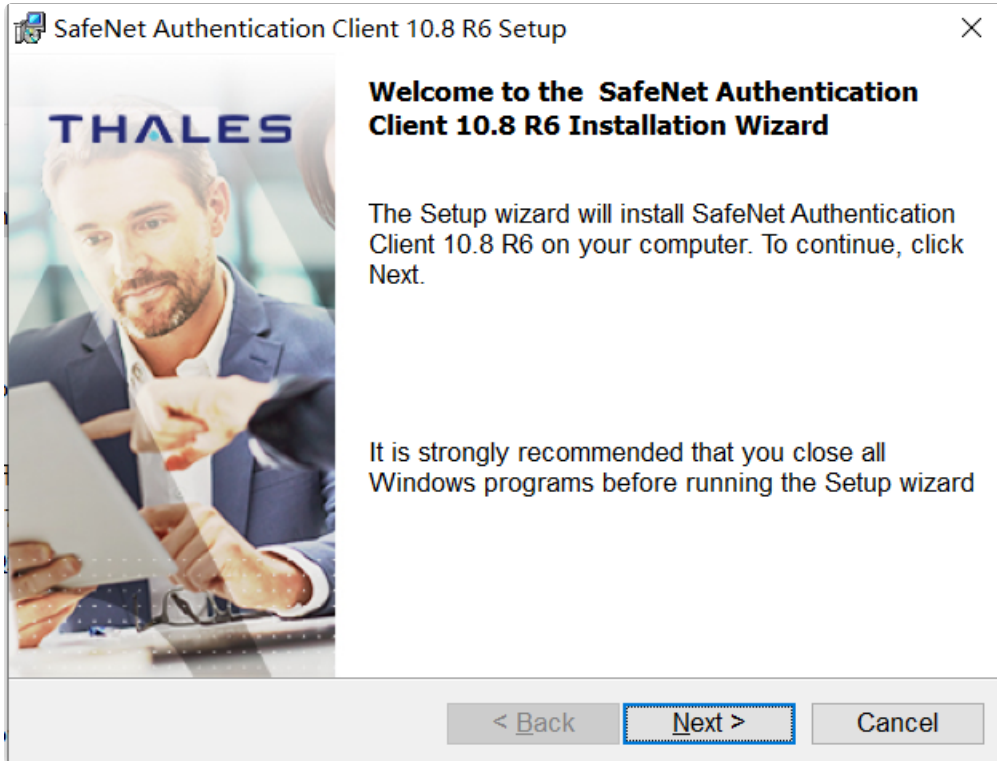 SafeNet Authentication Client 10.8 R6 Setup
THALES
Welcome to the SafeNet Authentication
Client 10.8 R6 Installation Wizard
The Setup wizard will install SafeNet Authentication
Client 10.8 R6 on your computer. To continue, click
Next.
It is strongly recommended that you close all
Windows programs before running the Setup wizard
< Back
Next >
Cancel